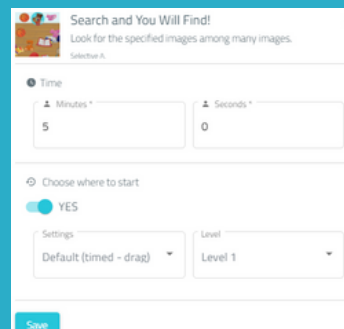 Search and You Will Find!
Look for the specified images among many images.
Selective A.
Time
Minutes *
Seconds *
5
0
Choose where to start
YES
Settings
Level
Default (timed - drag)
Level 1
Save